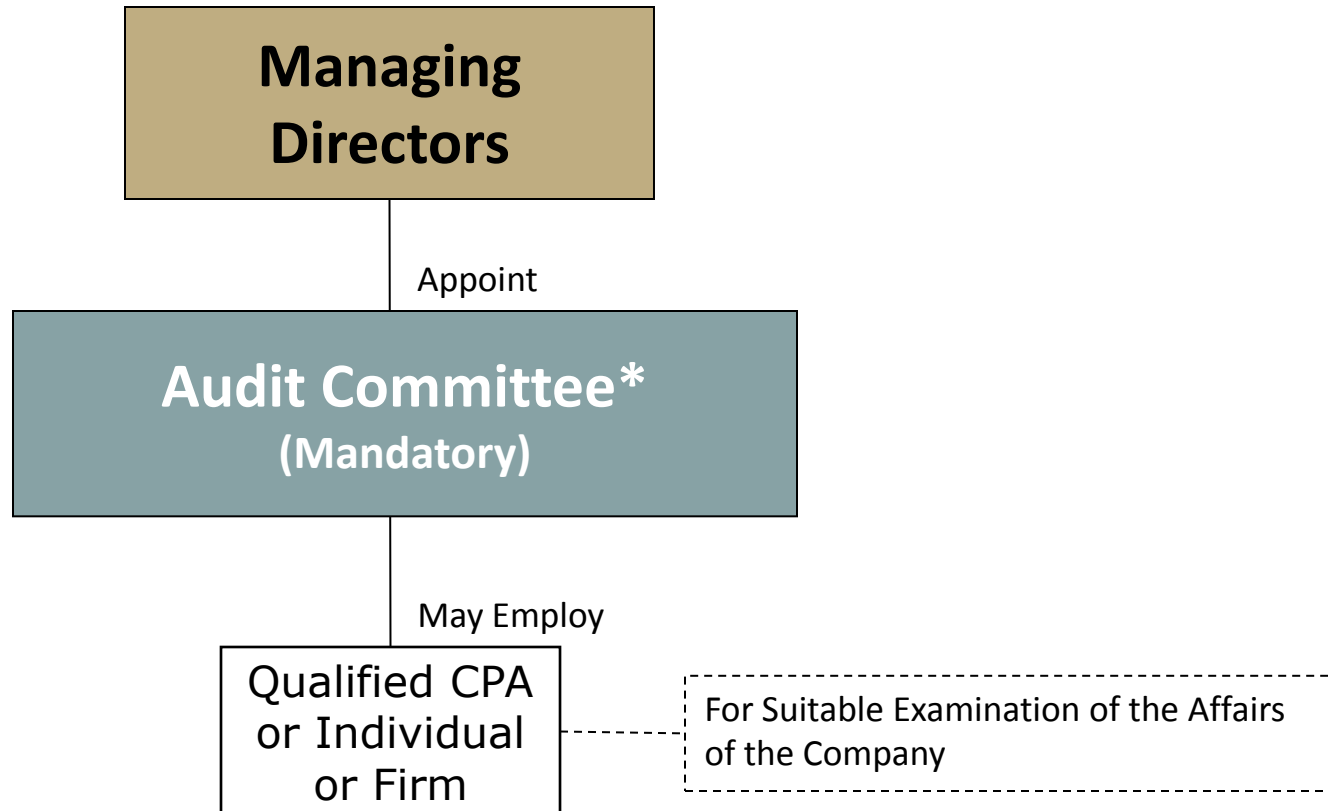 Managing
Directors
Appoint
Audit Committee*
(Mandatory)
May Employ
Qualified CPA
or Individual
or Firm
For Suitable Examination of the Affairs
of the Company